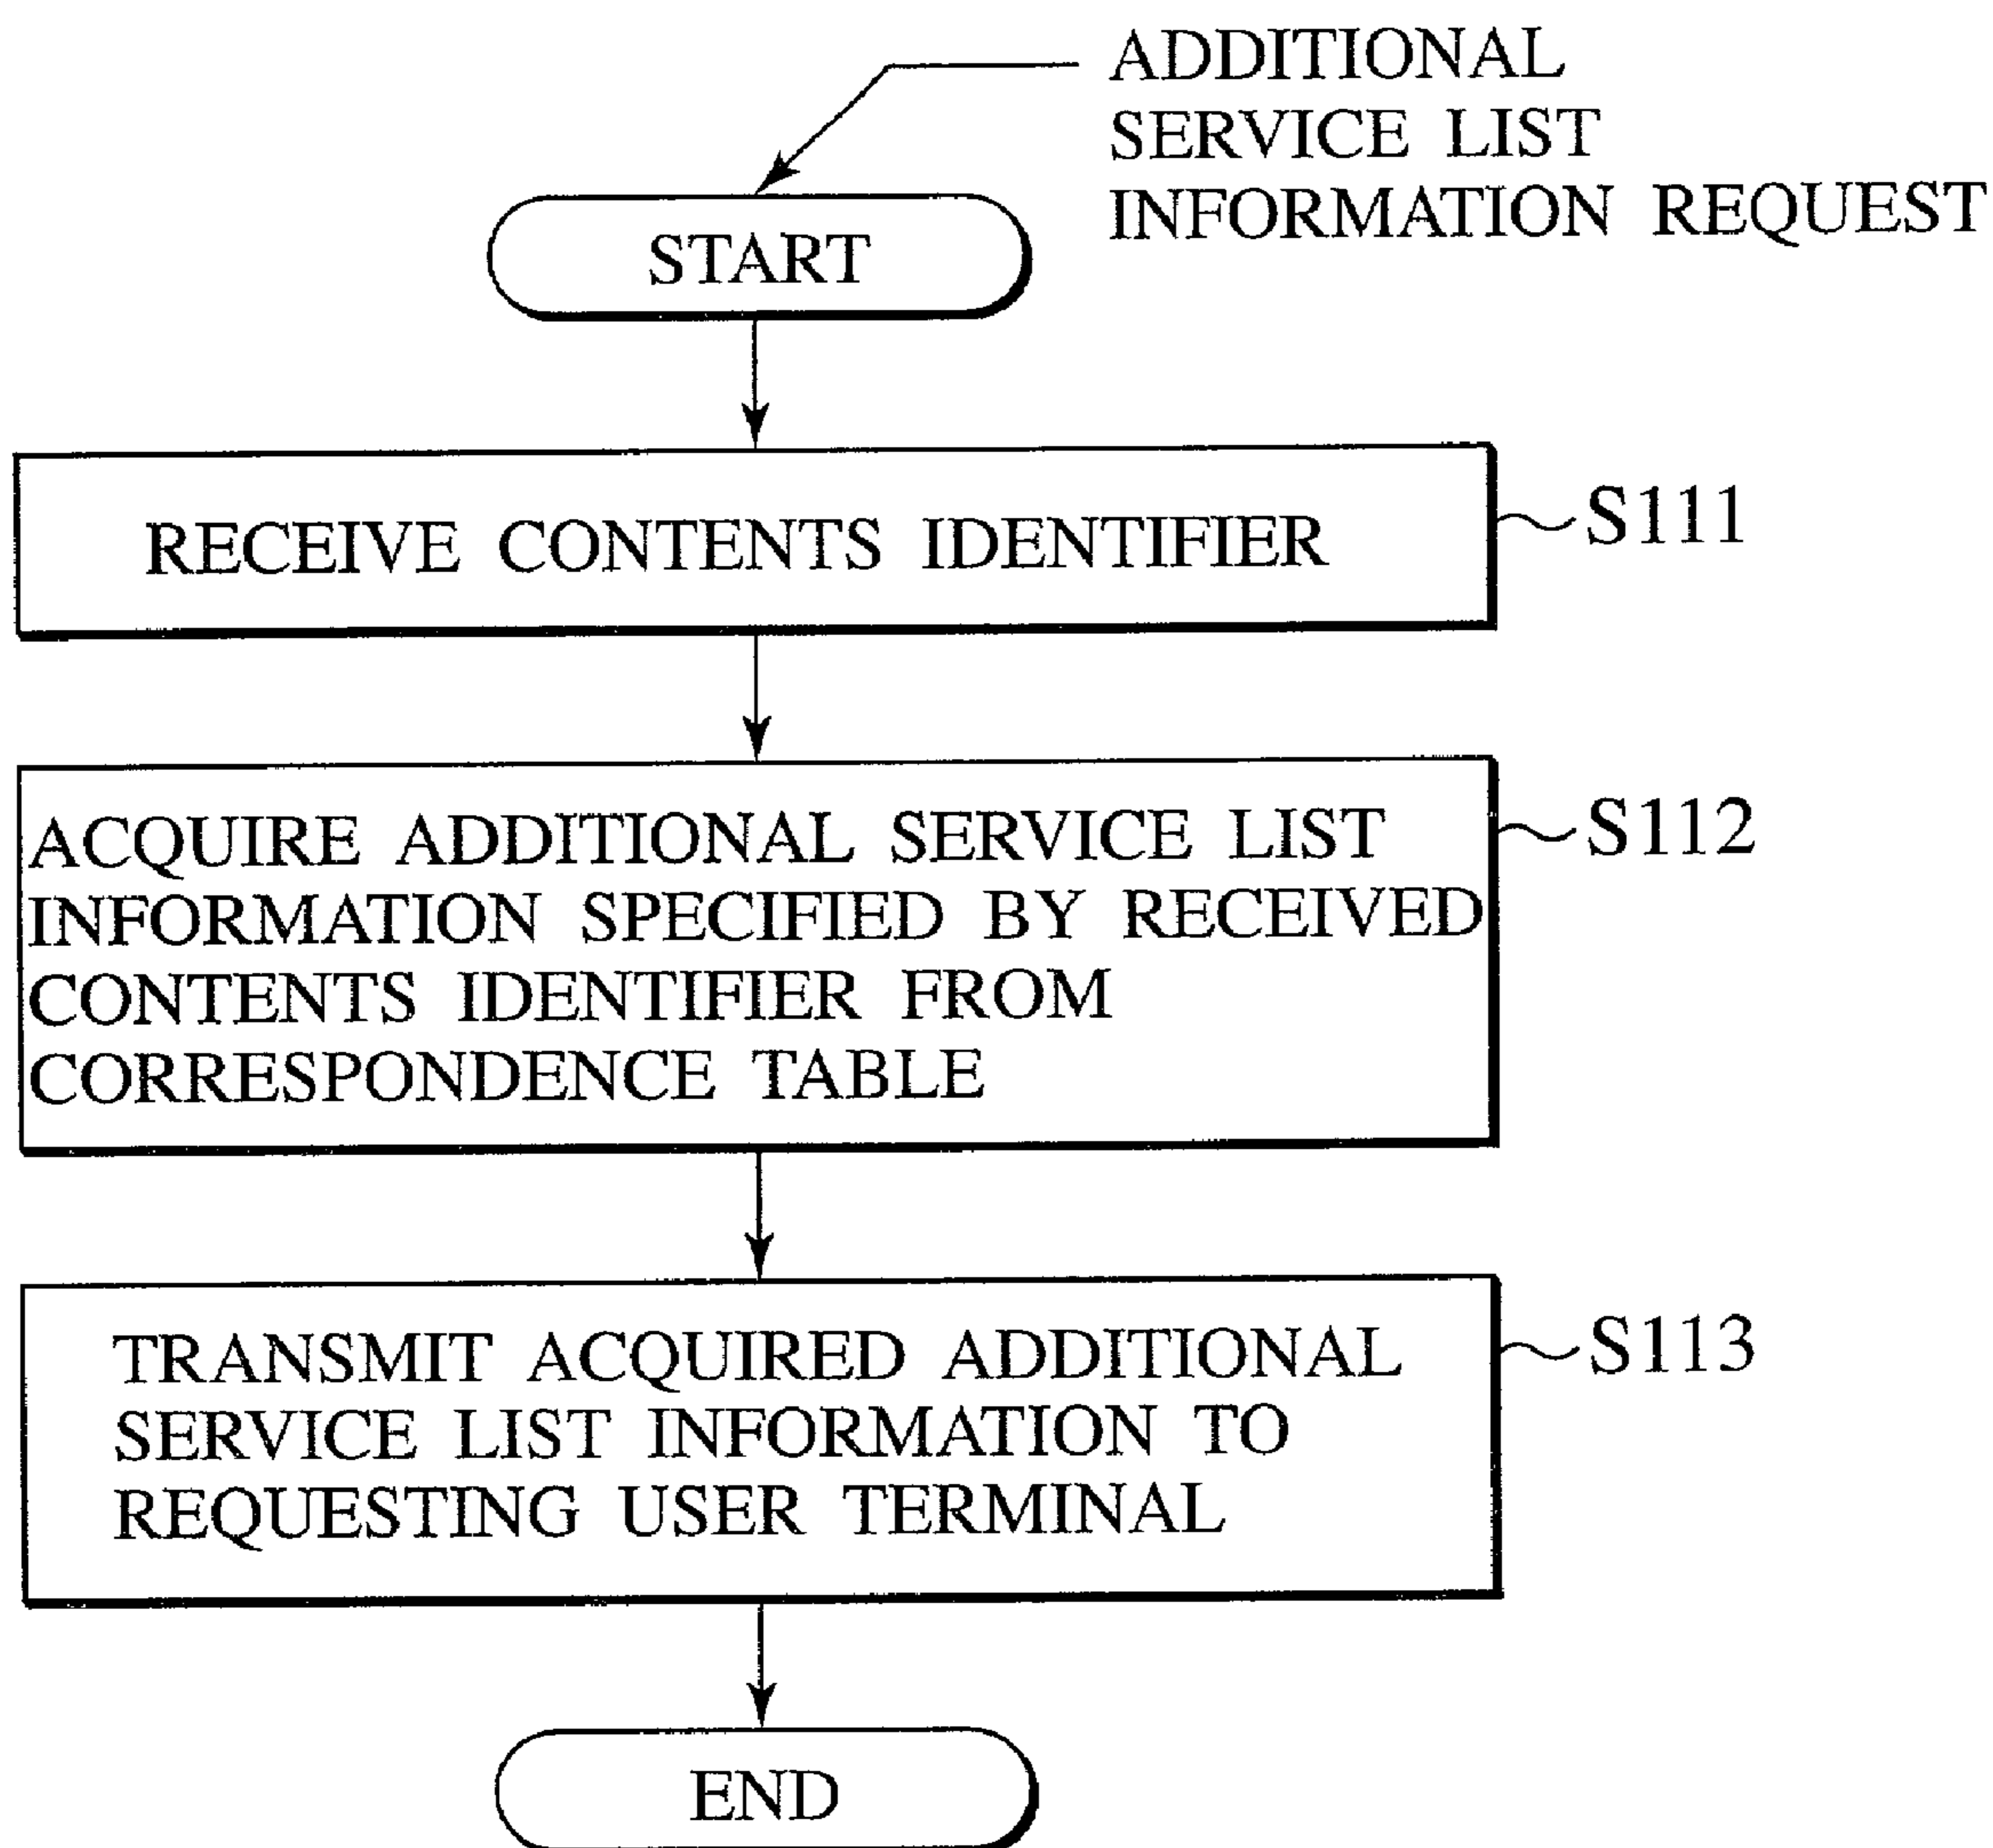 ADDITIONAL
SERVICE LIST
INFORMATION REQUEST
START
RECEIVE CONTENTS IDENTIFIER
S111
ACQUIRE ADDITIONAL SERVICE LIST
INFORMATION SPECIFIED BY RECEIVED
CONTENTS IDENTIFIER FROM
CORRESPONDENCE TABLE
S112
TRANSMIT ACQUIRED ADDITIONAL
SERVICE LIST INFORMATION TO
REQUESTING USER TERMINAL
S113
END